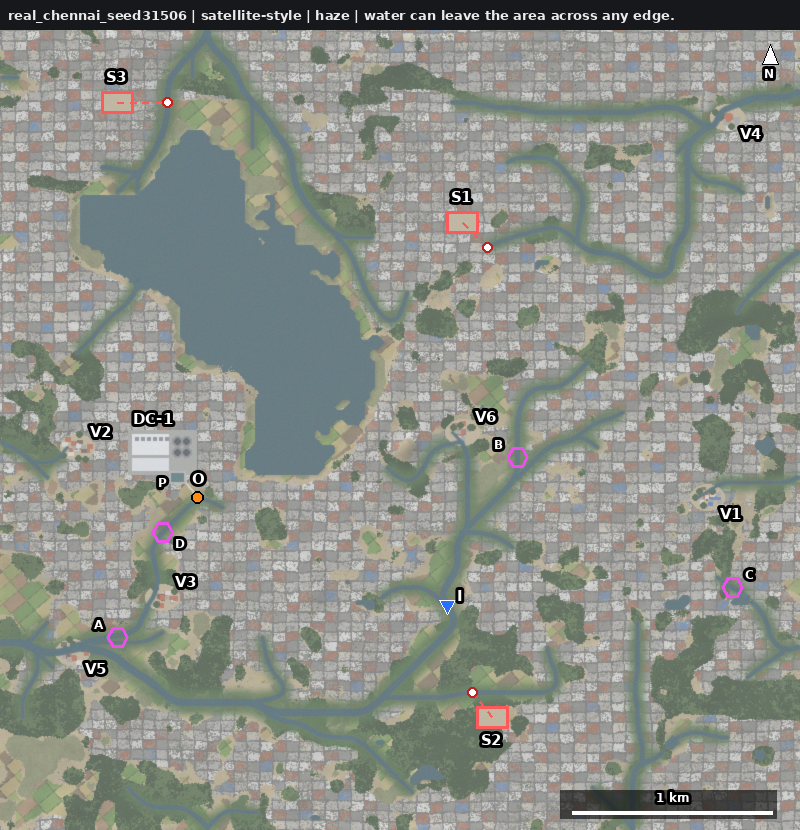 real_chennai_seed31506 | satellite-style | haze | water can leave the area across any edge.
N
S3
V4
S1
V6
DC-1
V2
B
P
O
V1
D
C
V3
I
A
V5
S2
1 km